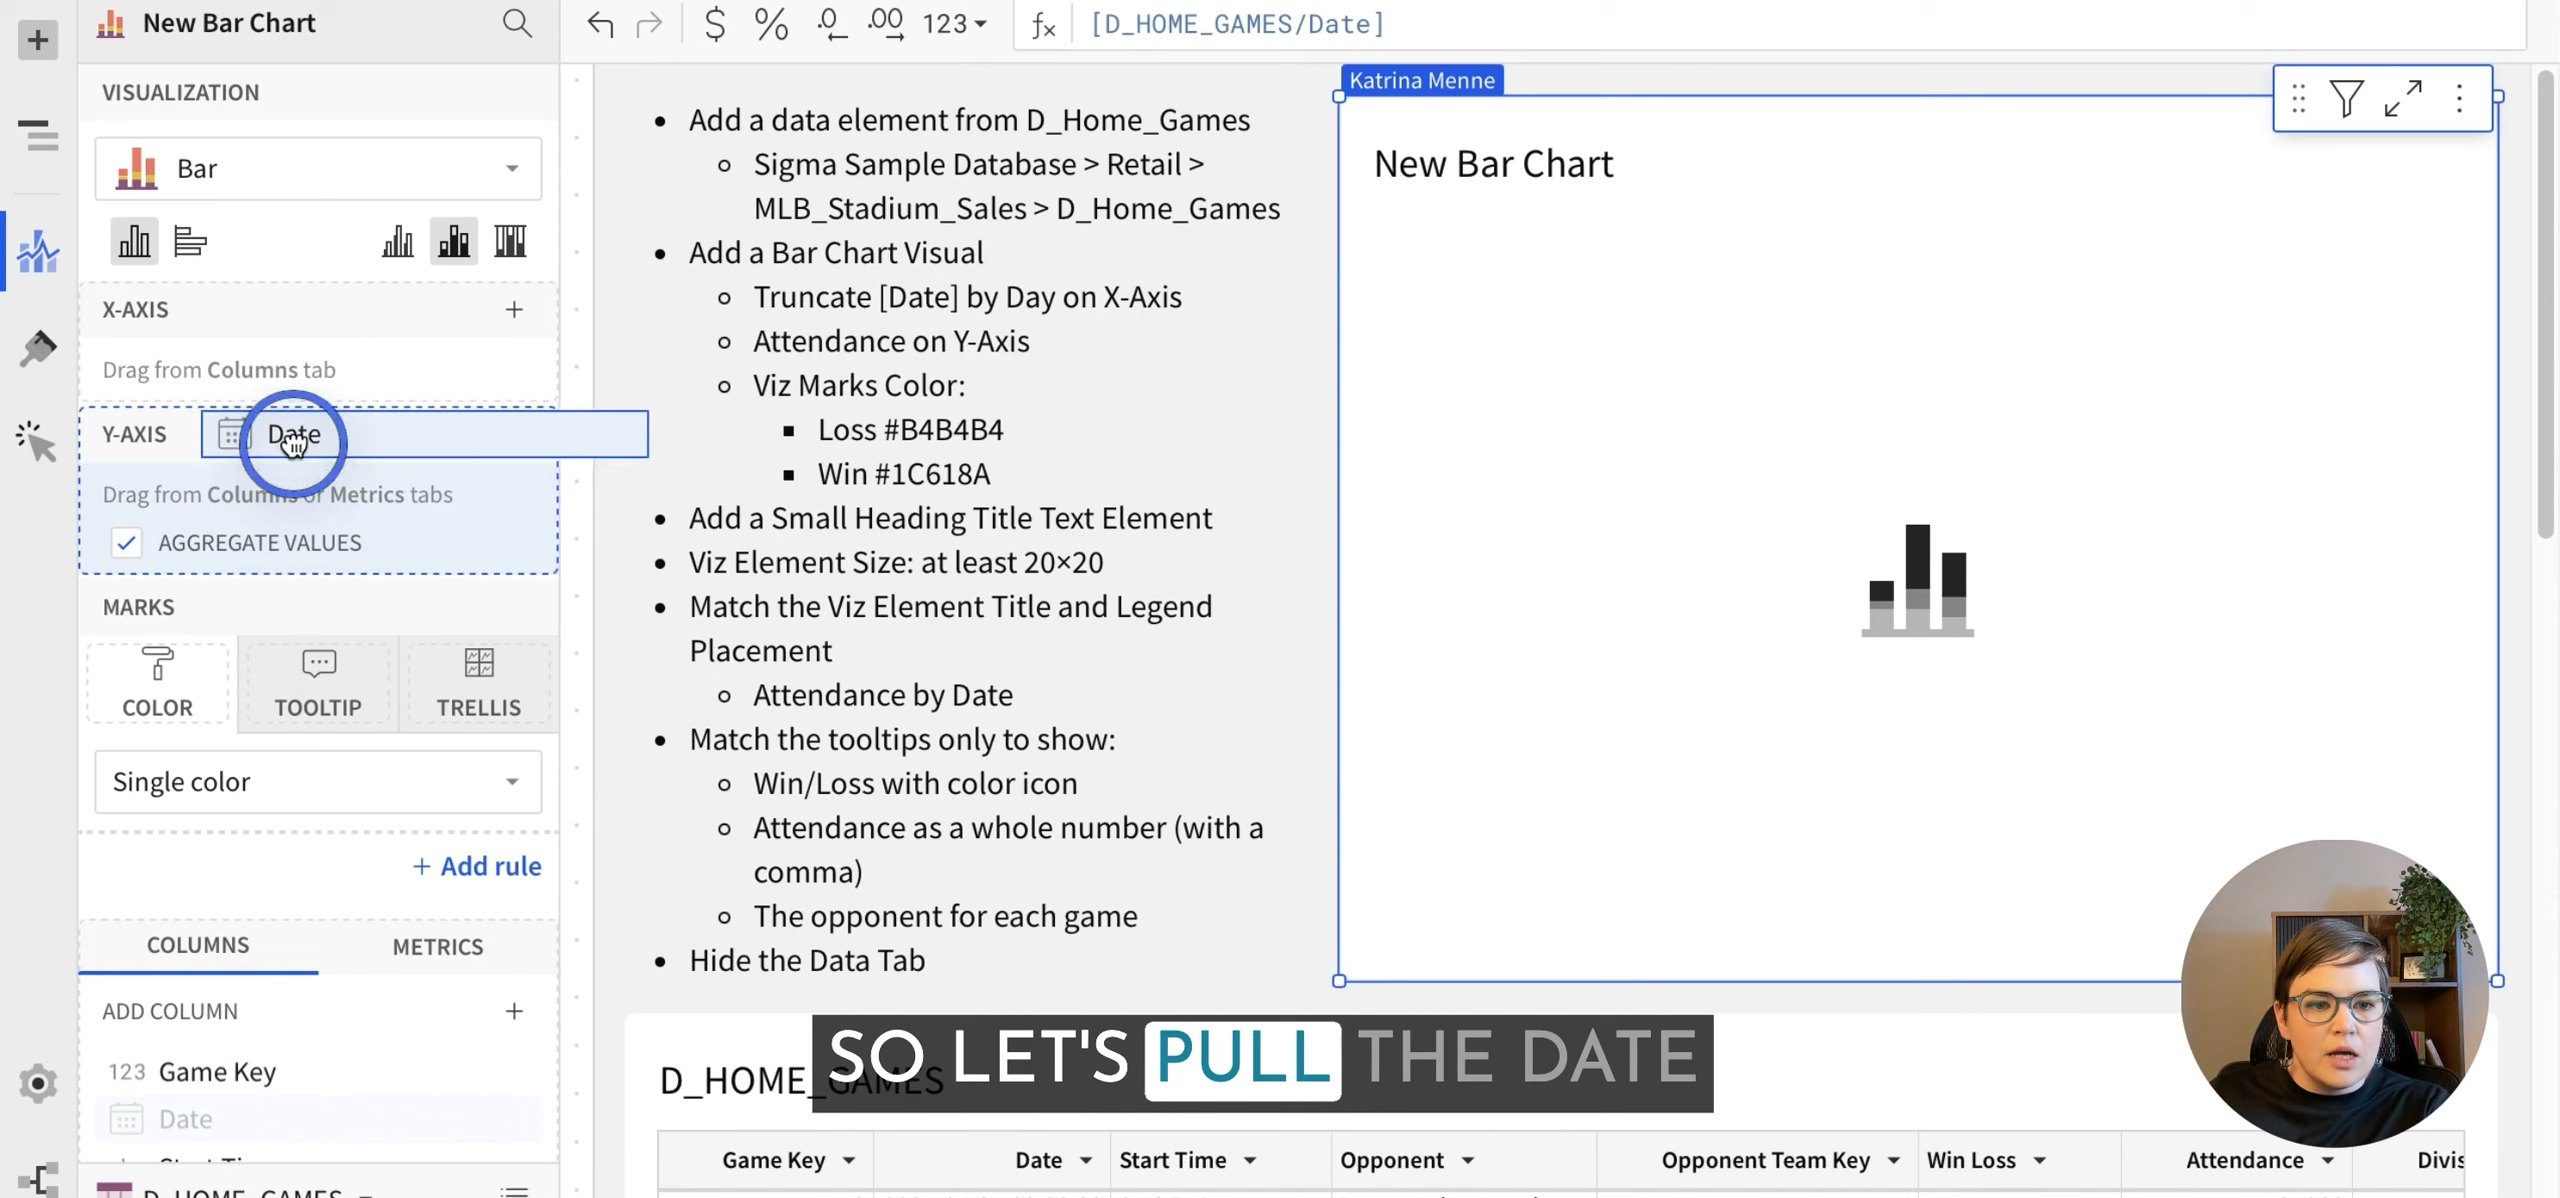 New Bar Chart
123
fx
[D_HOME_GAMES/Date]
VISUALIZATION
Bar
X-AXIS
Drag from Columns tab
Y-AXIS
Date
Drag from Columns or Metrics tabs
AGGREGATE VALUES
MARKS
COLOR
TOOLTIP
TRELLIS
Single color
+ Add rule
COLUMNS
METRICS
ADD COLUMN
123 Game Key
Date
D_HOME_GAMES
• Add a data element from D_Home_Games
Sigma Sample Database > Retail >
MLB_Stadium_Sales > D_Home_Games
• Add a Bar Chart Visual
Truncate [Date] by Day on X-Axis
Attendance on Y-Axis
Viz Marks Color:
Loss #B4B4B4
Win #1C618A
• Add a Small Heading Title Text Element
• Viz Element Size: at least 20×20
• Match the Viz Element Title and Legend
Placement
Attendance by Date
• Match the tooltips only to show:
Win/Loss with color icon
Attendance as a whole number (with a
comma)
The opponent for each game
• Hide the Data Tab
Katrina Menne
New Bar Chart
SO LET'S PULL THE DATE
D_HOME_GAMES
Game Key
Date
Start Time
Opponent
Opponent Team Key
Win Loss
Attendance
Divis